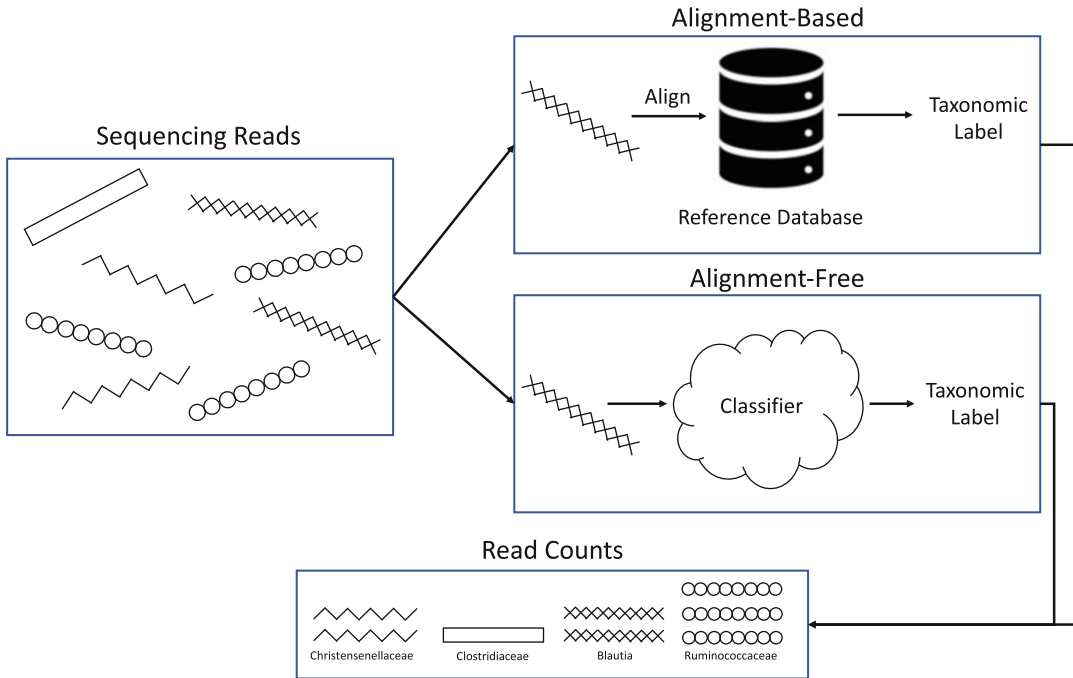 Alignment-Based
Align
Taxonomic
Label
Reference Database
Sequencing Reads
Alignment-Free
Classifier
Taxonomic
Label
Read Counts
Christensenellaceae
Clostridiaceae
Blautia
Ruminococcaceae